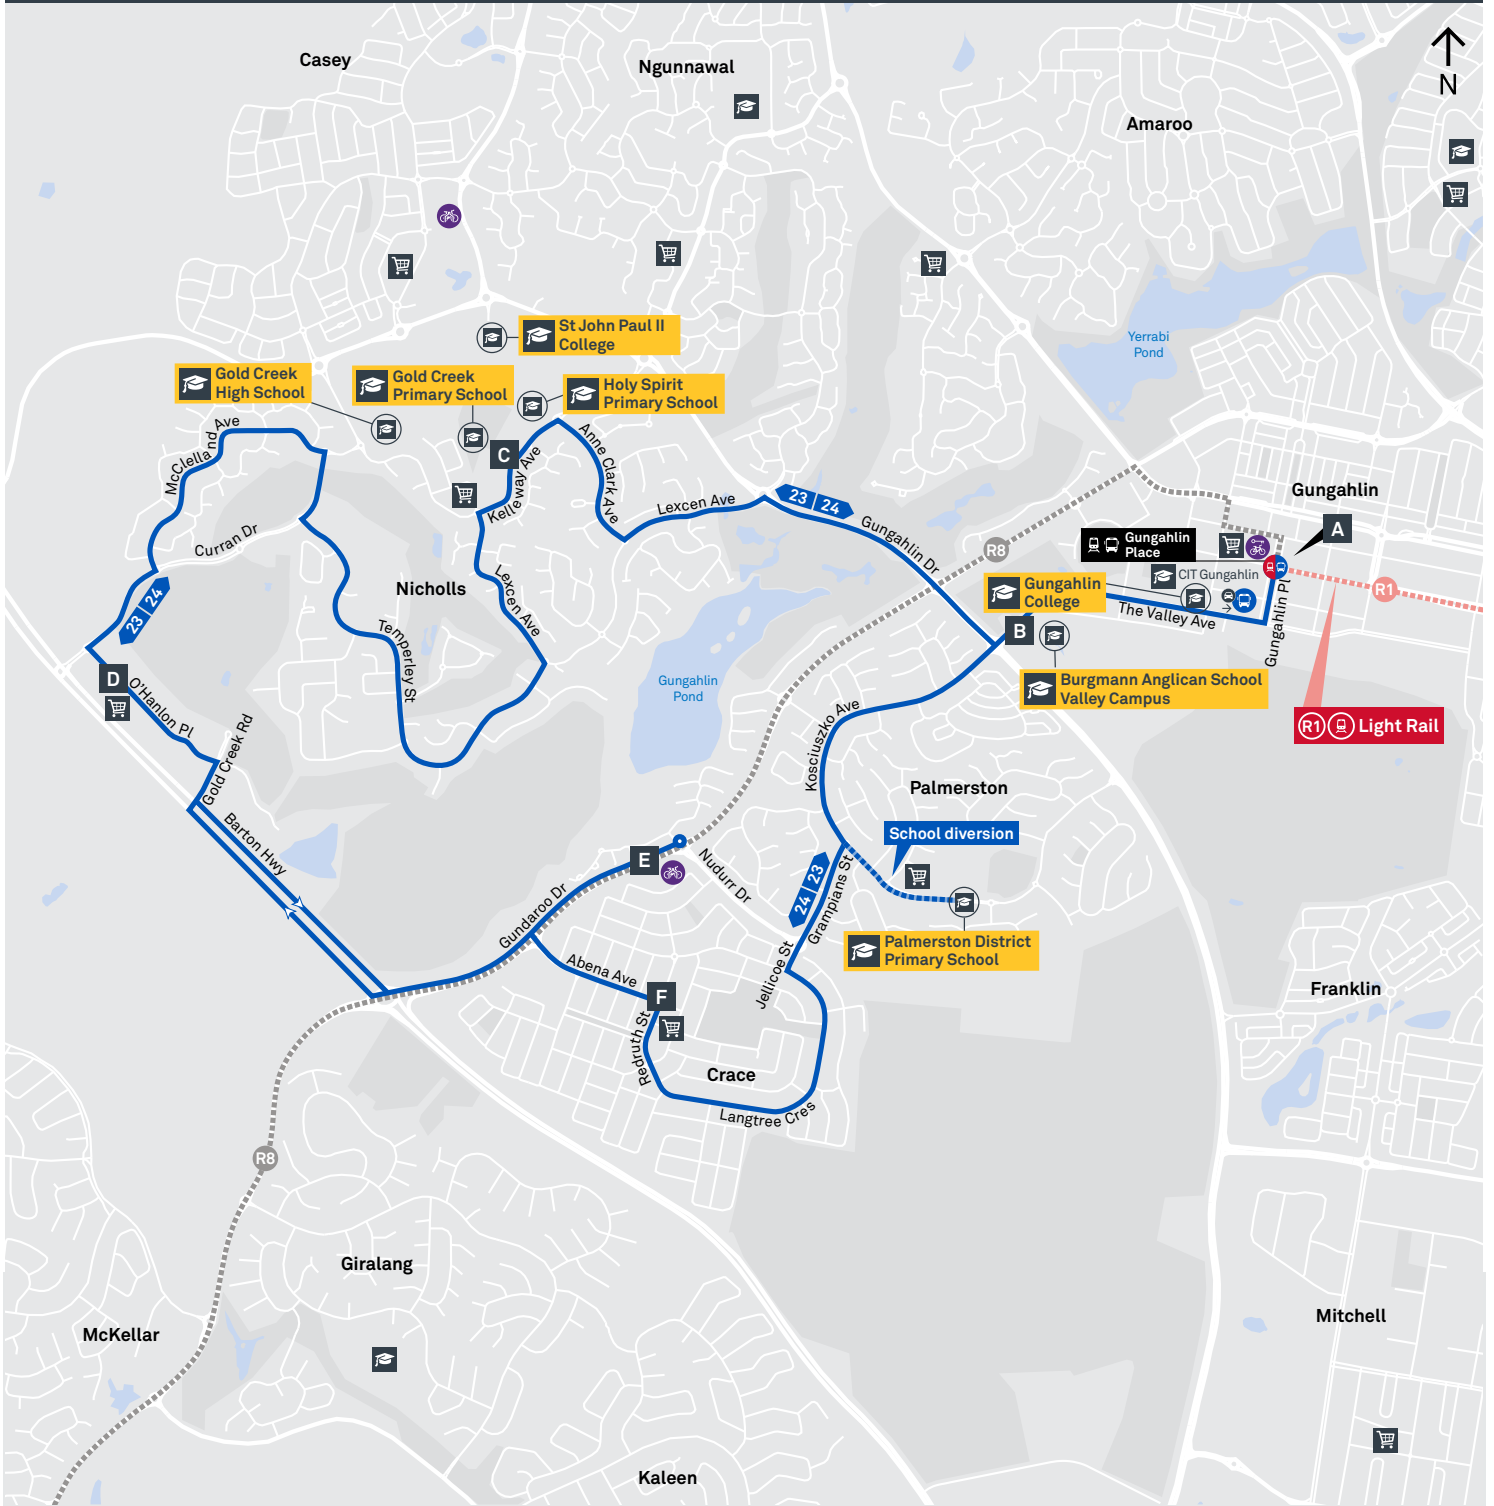 Casey
Ngunnawal
Amaroo
N
Yerrabi
Pond
St John Paul II
College
Gold Creek
High School
Gold Creek
Primary School
Holy Spirit
Primary School
McClelland Ave
C
Kelleway Ave
Anne Clark Ave
Lexcen Ave
23 24
Gungahlin Dr
Gungahlin
A
R8
Gungahlin
Place
CIT Gungahlin
R1
Gungahlin
College
The Valley Ave
Gungahlin Pl
Curran Dr
Nicholls
Lexcen Ave
23 24
B
Temperley St
D
O'Hanlon Pl
Gungahlin
Pond
Burgmann Anglican School
Valley Campus
R1 Light Rail
Kosciuszko Ave
Gold Creek Rd
Palmerston
Barton Hwy
School diversion
E
Nudurr Dr
24 23
Grampians St
Gundaroo Dr
Palmerston District
Primary School
Abena Ave
Jellicoe St
F
Franklin
Redruth St
Crace
Langtree Cres
R8
Giralang
McKellar
Mitchell
Kaleen